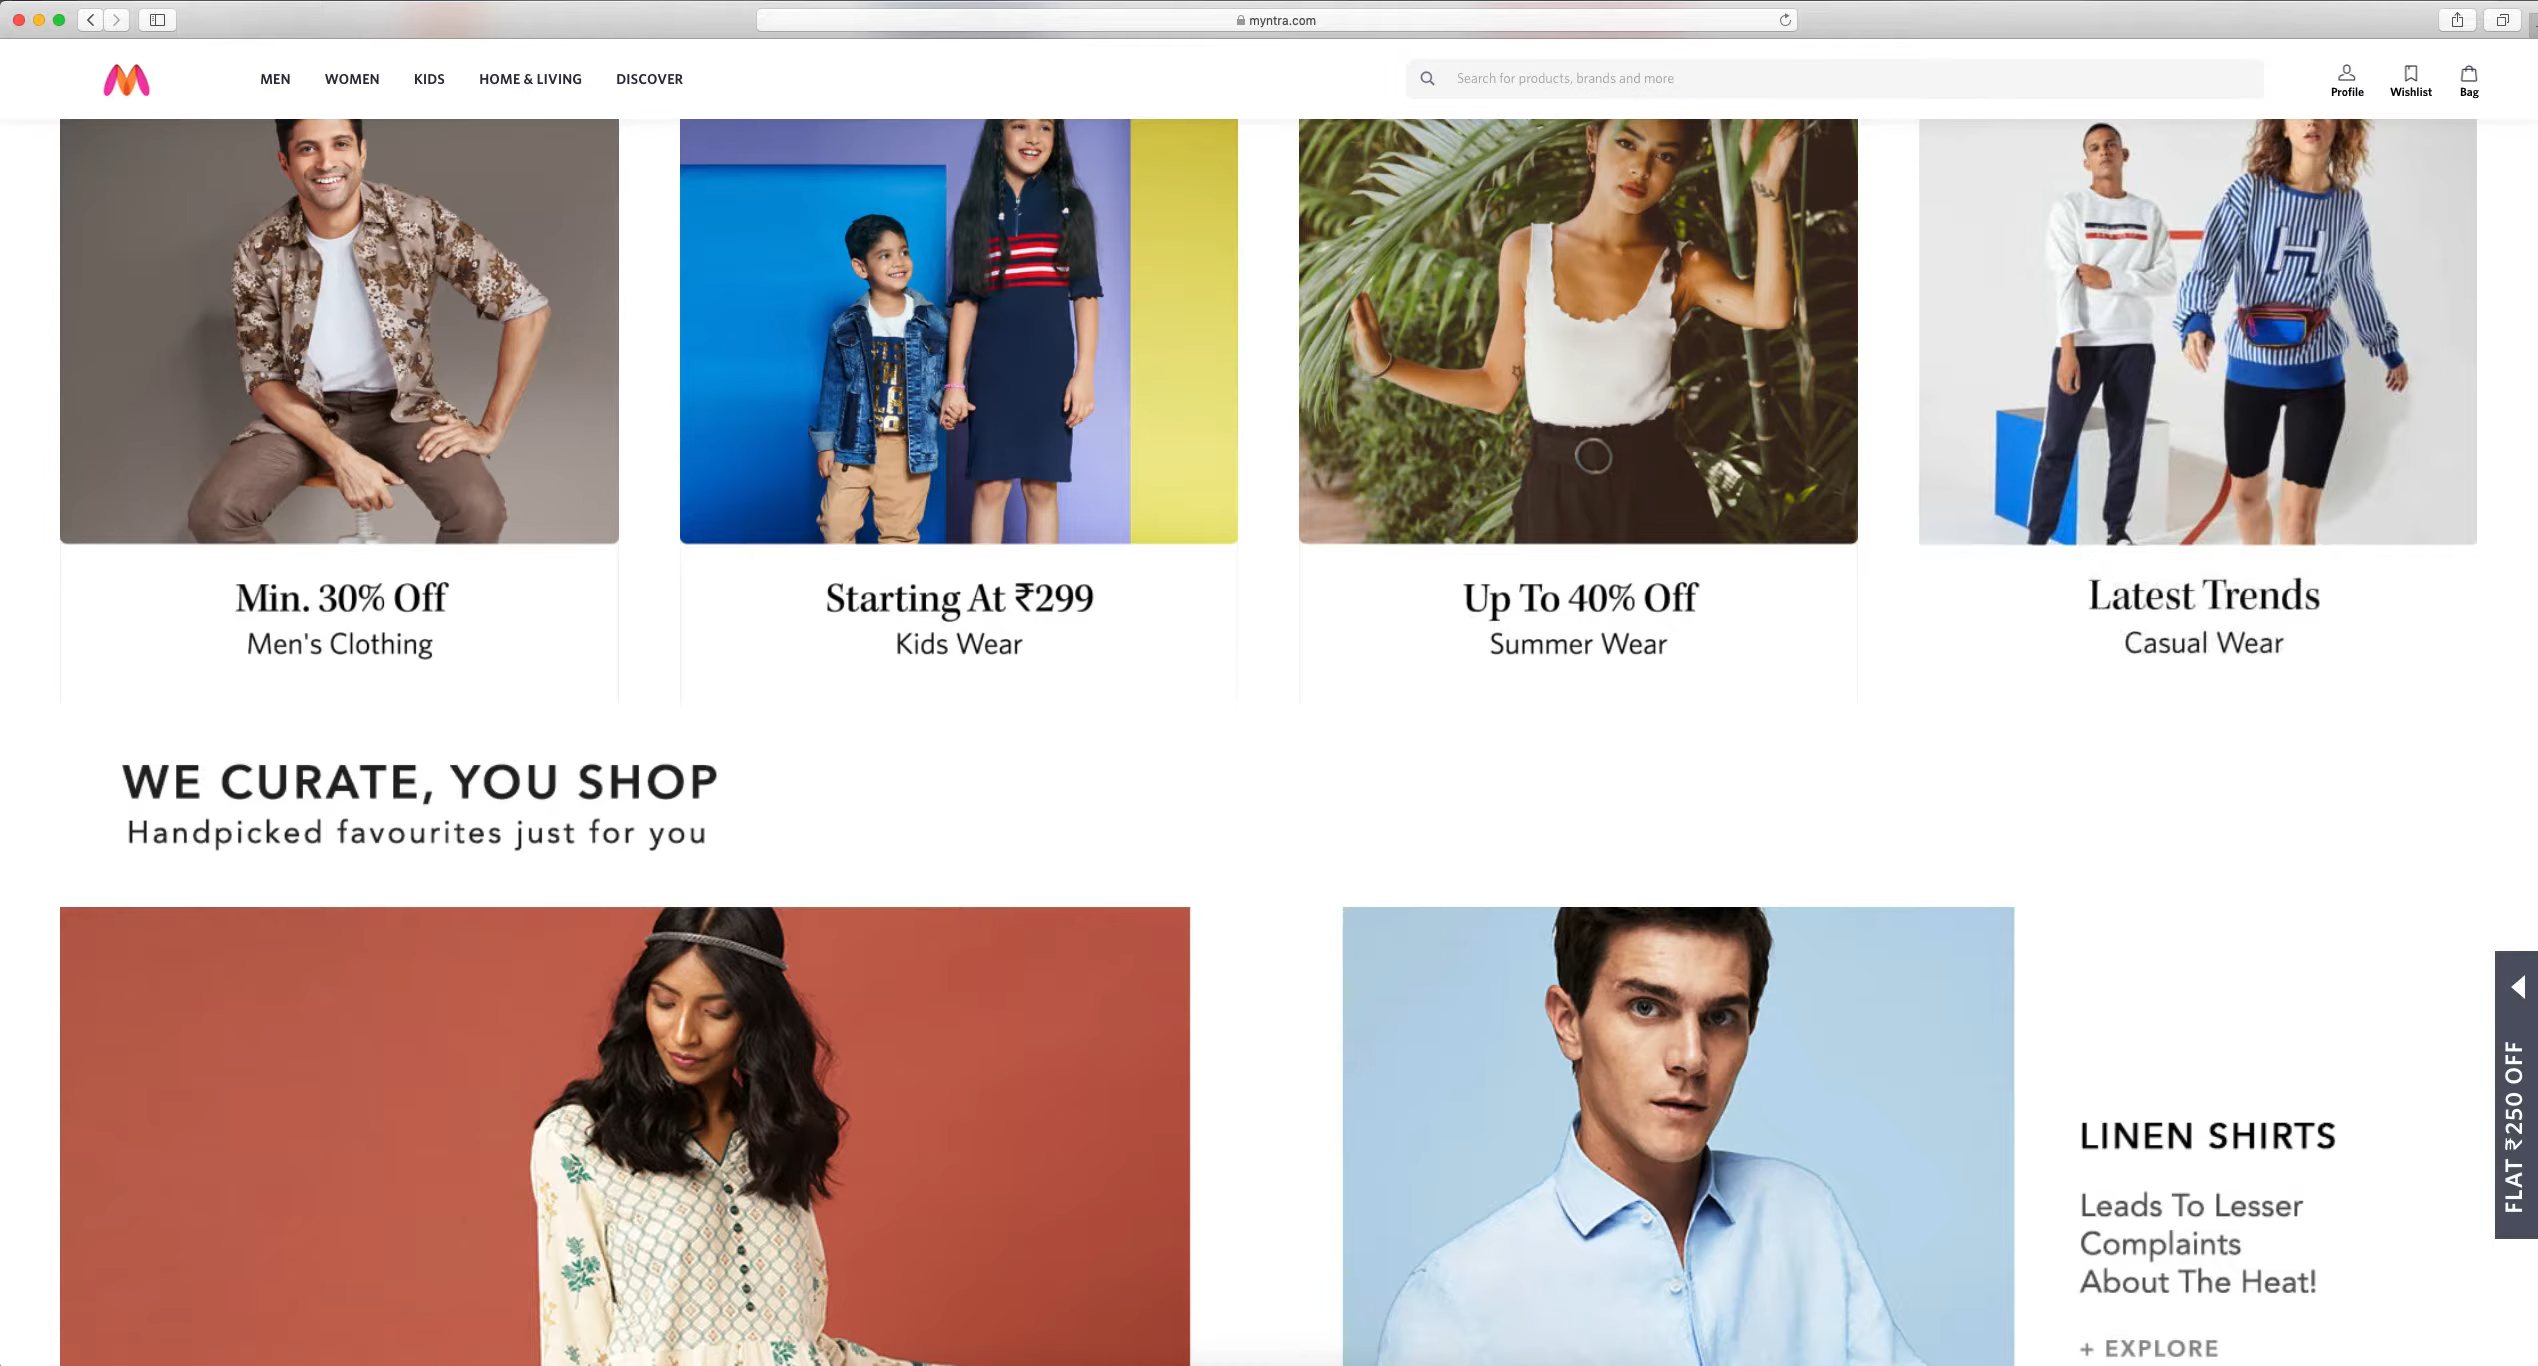 myntra.com
MEN WOMEN KIDS HOME & LIVING DISCOVER
Search for products, brands and more
Profile Wishlist Bag
H
Min. 30% Off
Men's Clothing
Starting At ₹299
Kids Wear
Up To 40% Off
Summer Wear
Latest Trends
Casual Wear
WE CURATE, YOU SHOP
Handpicked favourites just for you
LINEN SHIRTS
Leads To Lesser
Complaints
About The Heat!
+ EXPLORE
FLAT ₹250 OFF